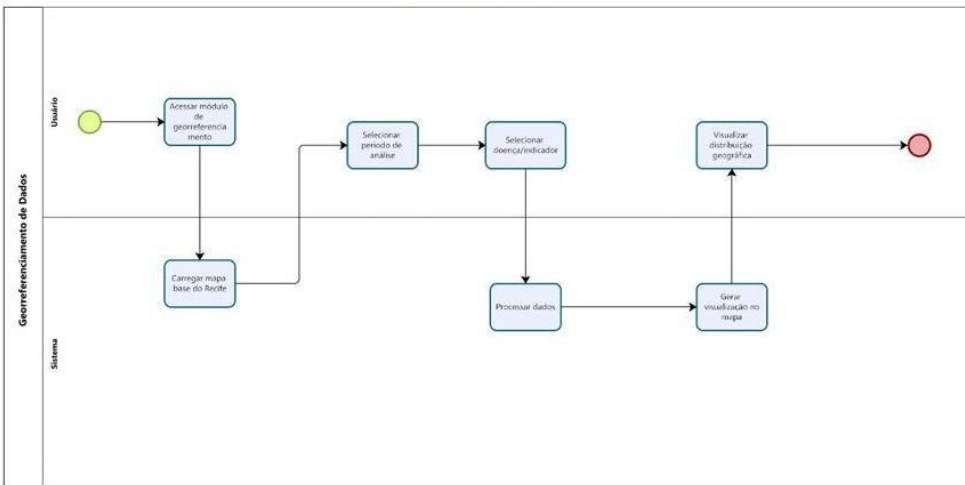 Georreferenciamento de Dados
Usuário
Acessar módulo
de
georreferencia
mento
Selecionar
período de
análise
Selecionar
doença/indicador
Visualizar
distribuição
geográfica
Sistema
Carregar mapa
base do Recife
Processar dados
Gerar
visualização no
mapa